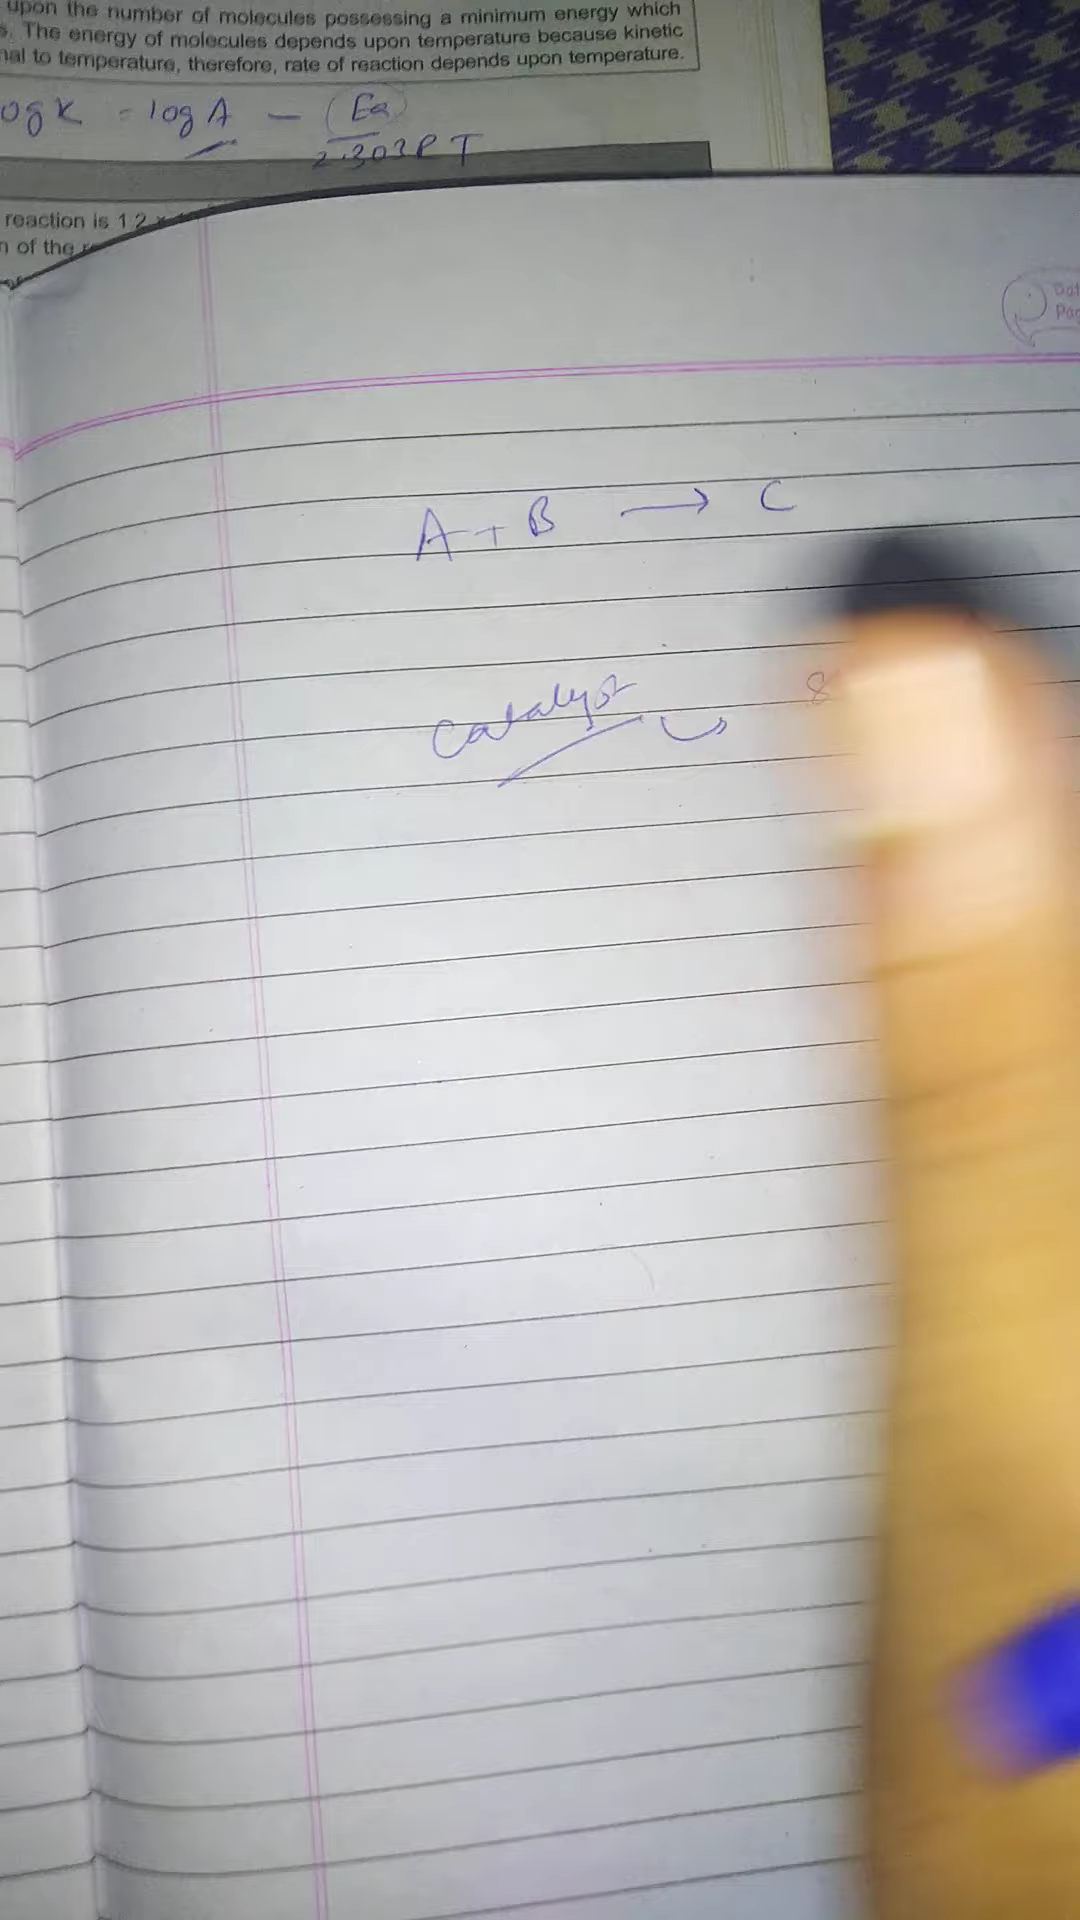 upon the number of molecules possessing a minimum energy which
The energy of molecules depends upon temperature because kinetic
nal to temperature, therefore, rate of reaction depends upon temperature.
og K = log A - Ea
2.303R T
reaction is 1.2
n of the
A + B → C
Catalyst